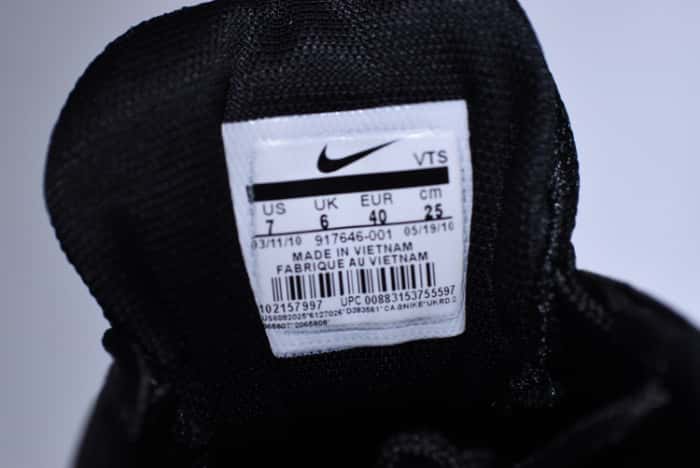 VTS
US UK EUR cm
7 6 40 25
03/11/10 917646-001 05/19/10
MADE IN VIETNAM
FABRIQUE AU VIETNAM
102157997 UPC 00883153755597